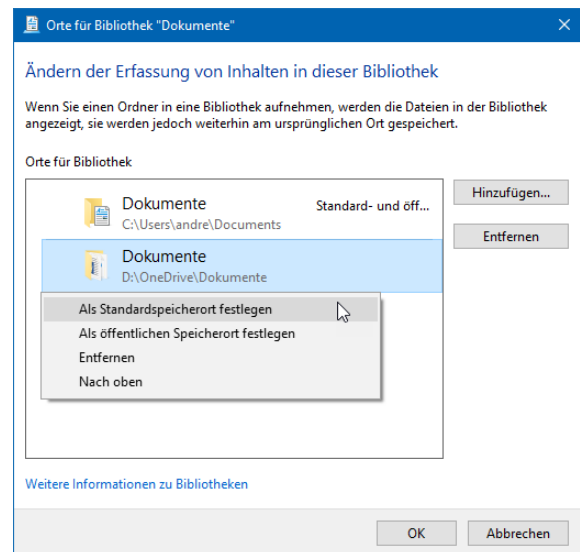 Orte für Bibliothek "Dokumente"
Ändern der Erfassung von Inhalten in dieser Bibliothek
Wenn Sie einen Ordner in eine Bibliothek aufnehmen, werden die Dateien in der Bibliothek
angezeigt, sie werden jedoch weiterhin am ursprünglichen Ort gespeichert.
Orte für Bibliothek
Dokumente Standard- und öff...
C:\Users\andre\Documents
Hinzufügen...
Entfernen
Dokumente
D:\OneDrive\Dokumente
Als Standardspeicherort festlegen
Als öffentlichen Speicherort festlegen
Entfernen
Nach oben
Weitere Informationen zu Bibliotheken
OK Abbrechen